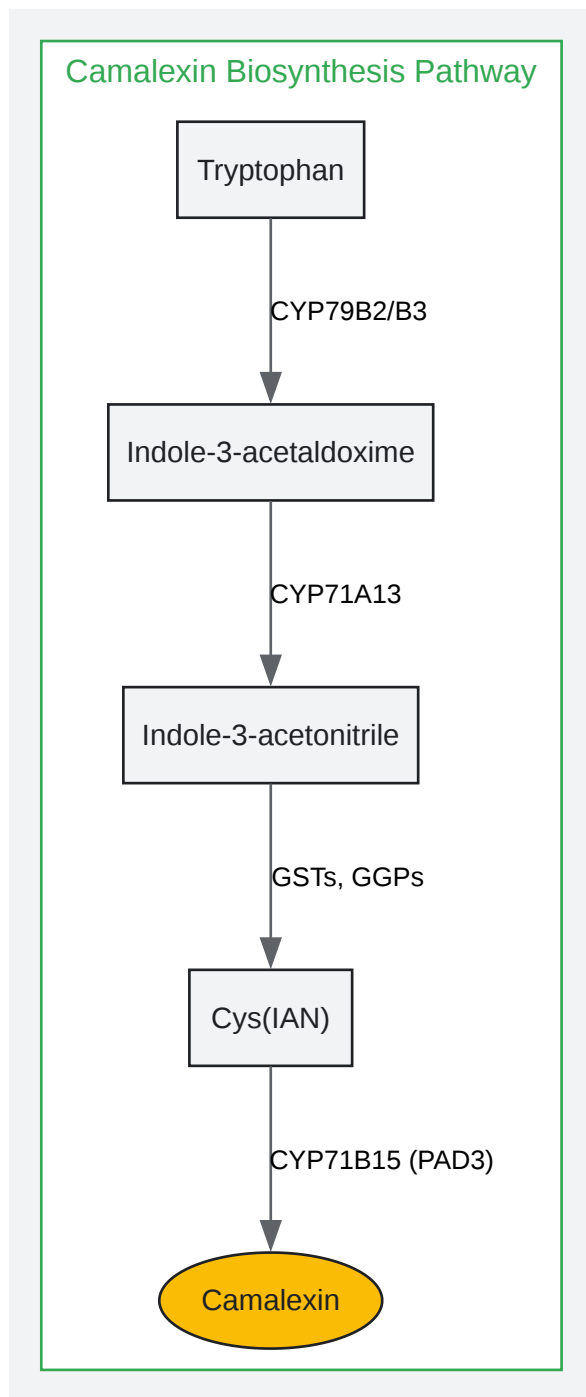 Camalexin Biosynthesis Pathway
Tryptophan
CYP79B2/B3
Indole-3-acetaldoxime
CYP71A13
Indole-3-acetonitrile
GSTs, GGPs
Cys(IAN)
CYP71B15 (PAD3)
Camalexin